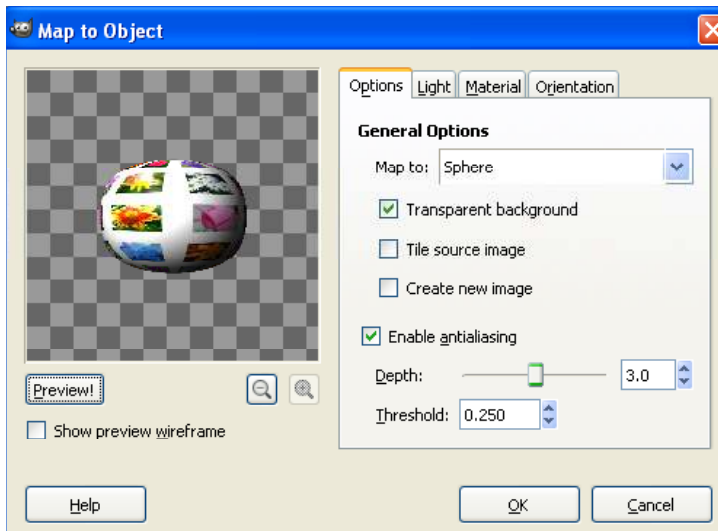 Map to Object
Options Light Material Orientation
General Options
Map to: Sphere
Transparent background
Tile source image
Create new image
Enable antialiasing
Depth: 3.0
Threshold: 0.250
Preview!
Show preview wireframe
Help OK Cancel